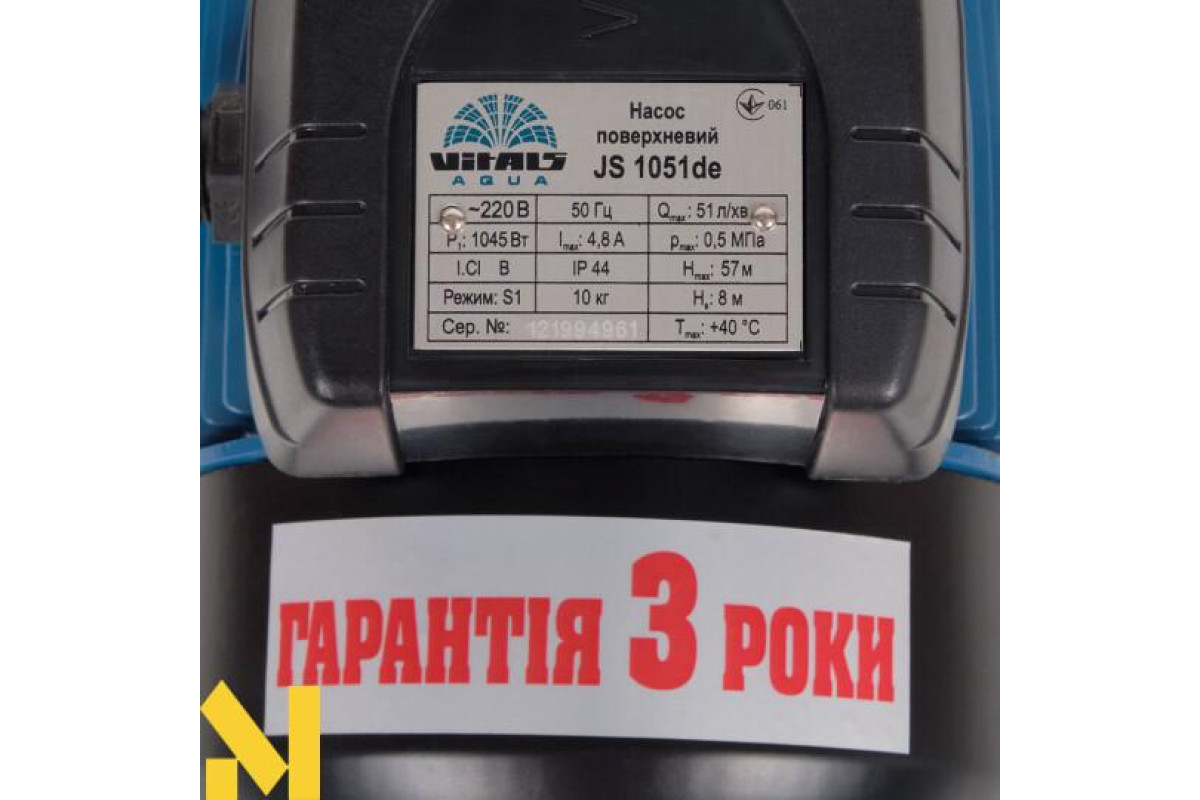 Насос
поверхневий
JS 1051de
061
VITALS
AQUA
~220 В 50 Гц Qmax: 51 л/хв
P1: 1045 Вт Imax: 4,8 А pmax: 0,5 МПа
I.Cl В IP 44 Hmax: 57 м
Режим: S1 10 кг Hв: 8 м
Сер. №: 121994961 Tmax: +40 °C
ГАРАНТІЯ 3 РОКИ